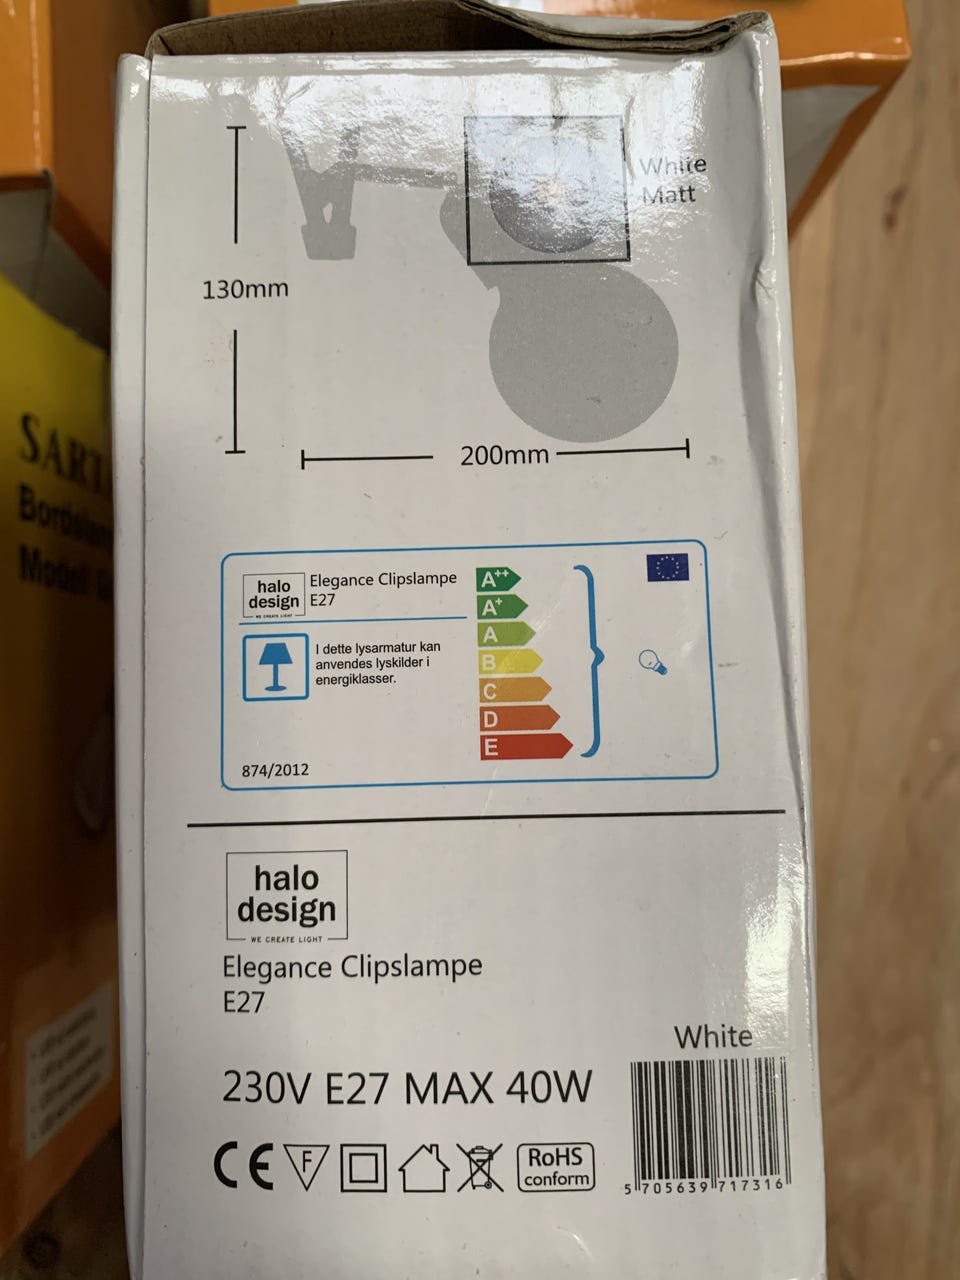 White
Matt
130mm
200mm
halo
design
WE CREATE LIGHT
Elegance Clipslampe
E27
I dette lysarmatur kan
anvendes lyskilder i
energiklasser.
A++
A+
A
B
C
D
E
874/2012
halo
design
WE CREATE LIGHT
Elegance Clipslampe
E27
White
230V E27 MAX 40W
CE
F
RoHS
conform
5 705639 717316
SART